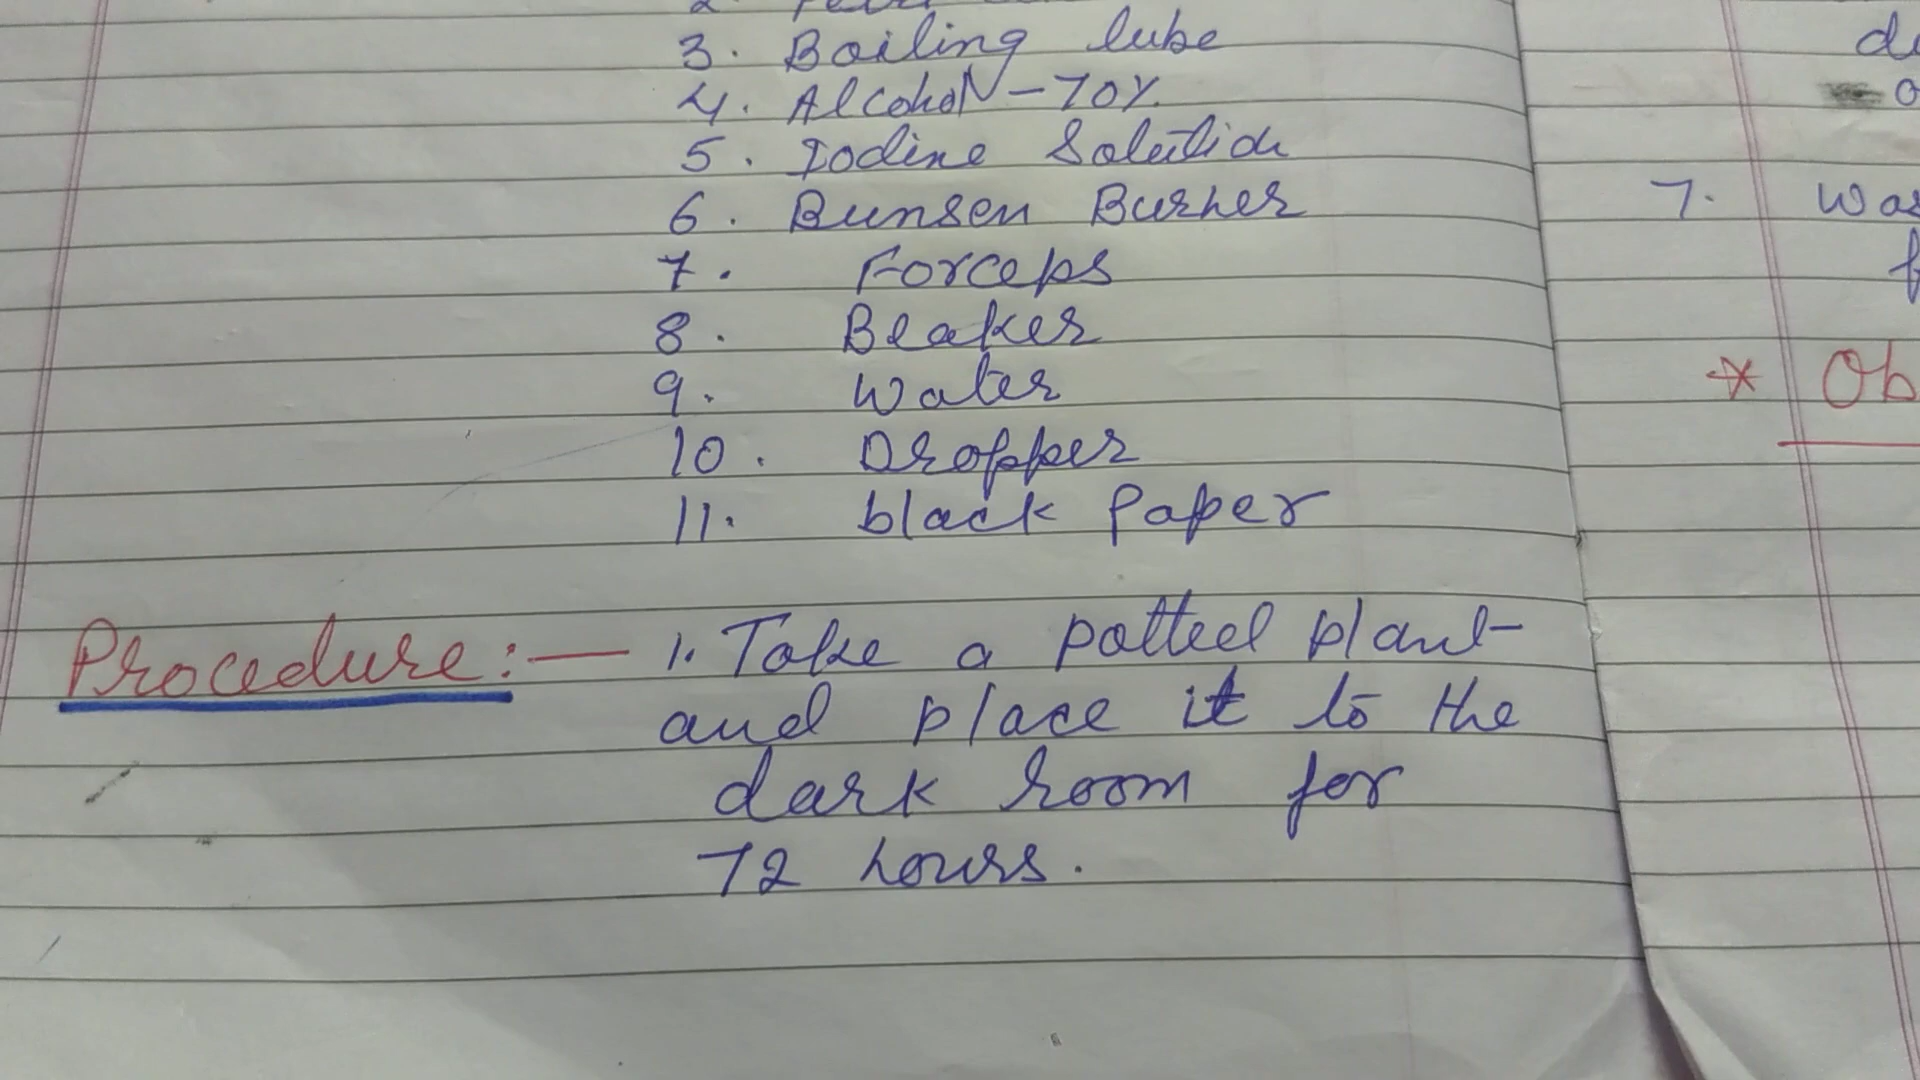 3. Boiling tube
4. Alcohol - 70%
5. Iodine Solution
6. Bunsen Burner
7. Forceps
8. Beaker
9. Water
10. Dropper
11. black Paper
Procedure:— 1. Take a potted plant
and place it to the
dark room for
72 hours.
7.
* Ob